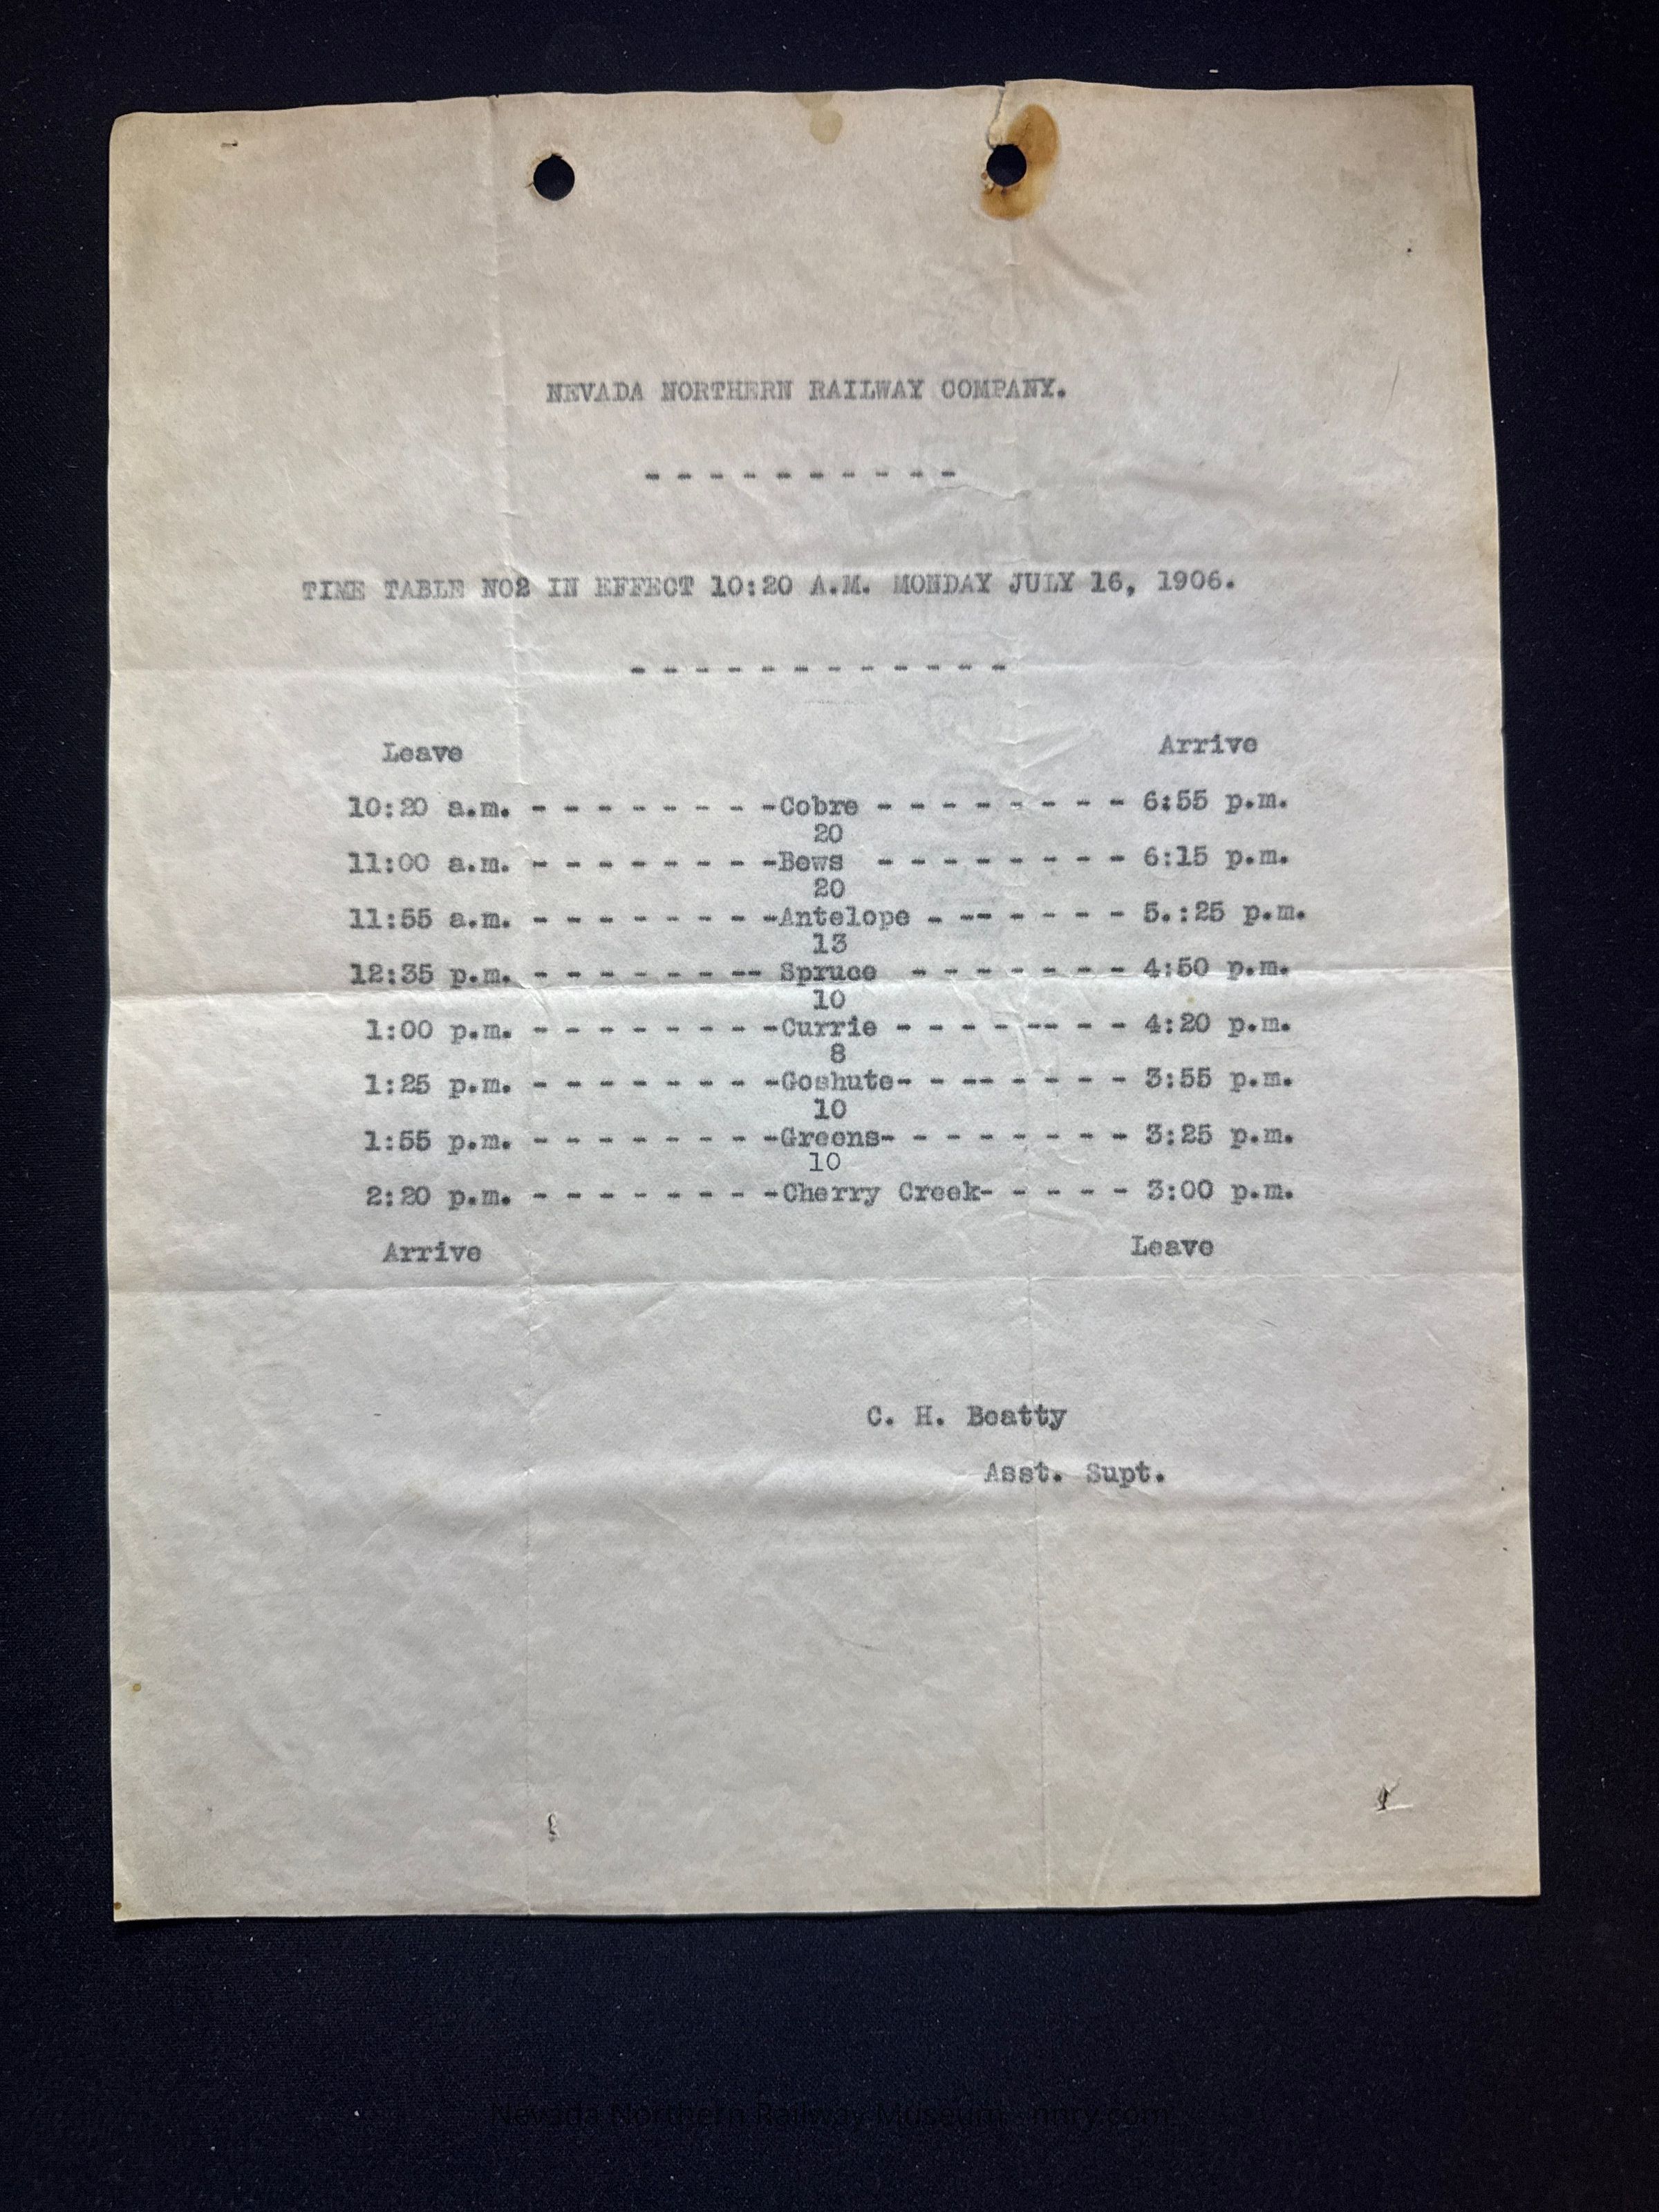 NEVADA NORTHERN RAILWAY COMPANY.
- - - - - - - - - -
TIME TABLE NO2 IN EFFECT 10:20 A.M. MONDAY JULY 16, 1906.
- - - - - - - - - - - -
Leave Arrive
10:20 a.m. - - - - - - - -Cobre - - - - - - - - 6:55 p.m.
20
11:00 a.m. - - - - - - - -Bews - - - - - - - - 6:15 p.m.
20
11:55 a.m. - - - - - - - -Antelope - -- - - - - - 5.:25 p.m.
13
12:35 p.m. - - - - - - -- Spruce - - - - - - - 4:50 p.m.
10
1:00 p.m. - - - - - - - -Currie - - - - -- - - 4:20 p.m.
8
1:25 p.m. - - - - - - - -Goshute- - -- - - - - 3:55 p.m.
10
1:55 p.m. - - - - - - - -Greens- - - - - - - - 3:25 p.m.
10
2:20 p.m. - - - - - - - -Cherry Creek- - - - - 3:00 p.m.
Arrive Leave
C. H. Beatty
Asst. Supt.
Nevada Northern Railway Museum - nnry.com